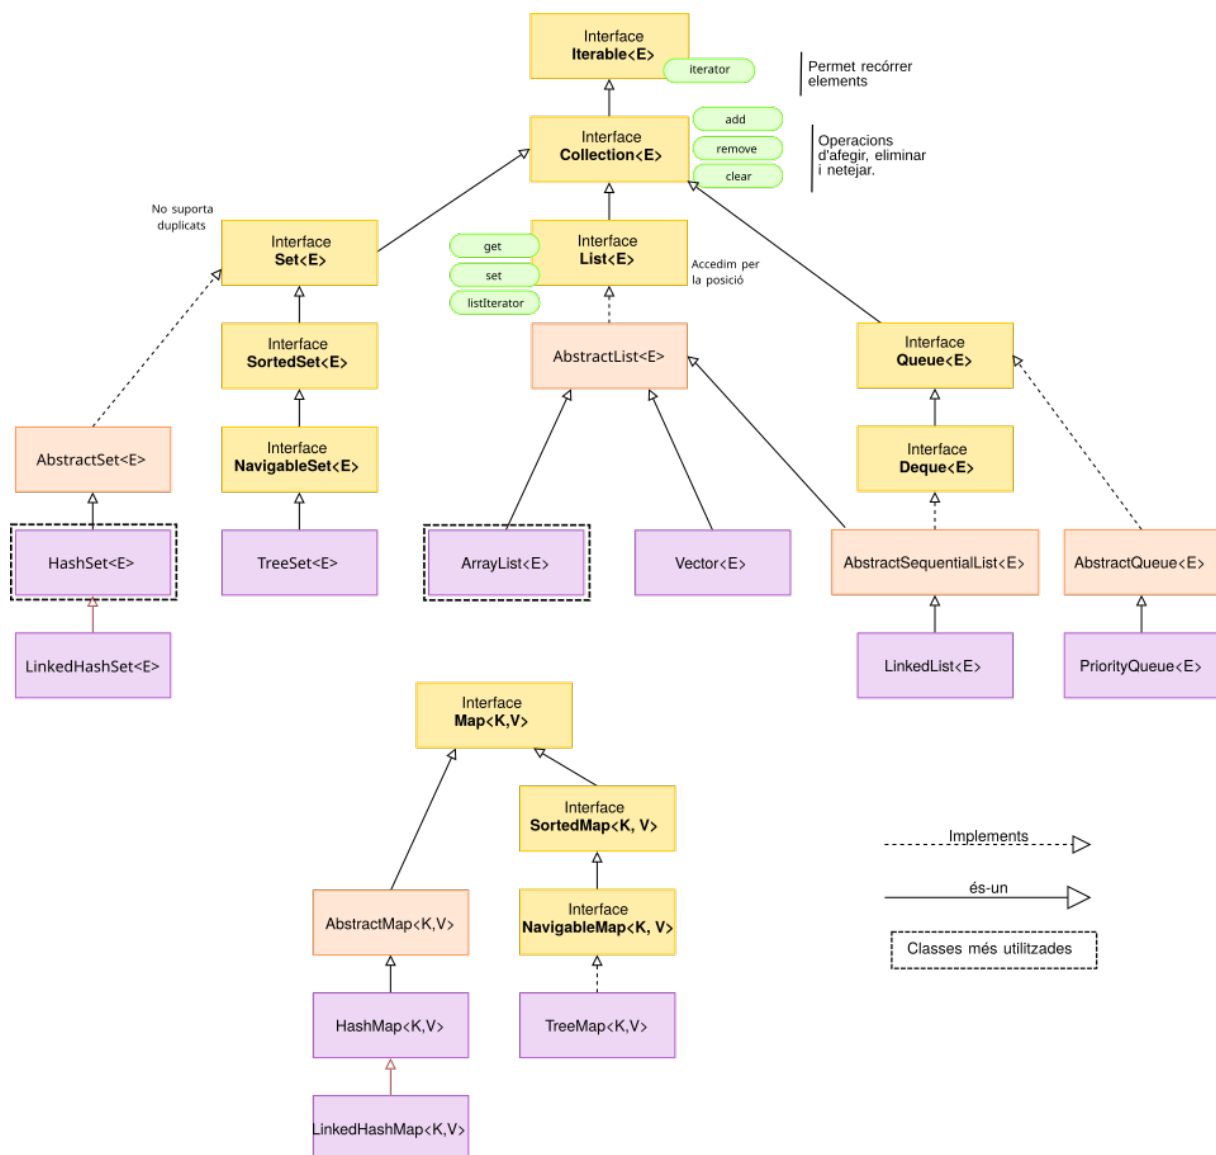 Interface
Iterable<E>
iterator
Permet recórrer
elements
Interface
Collection<E>
add
remove
clear
Operacions
d'afegir, eliminar
i netejar.
No suporta
duplicats
Interface
Set<E>
get
set
listIterator
Interface
List<E>
Accedim per
la posició
Interface
SortedSet<E>
AbstractList<E>
Interface
Queue<E>
AbstractSet<E>
Interface
NavigableSet<E>
Interface
Deque<E>
HashSet<E>
TreeSet<E>
ArrayList<E>
Vector<E>
AbstractSequentialList<E>
AbstractQueue<E>
LinkedHashSet<E>
LinkedList<E>
PriorityQueue<E>
Interface
Map<K,V>
Interface
SortedMap<K, V>
Implements
és-un
AbstractMap<K,V>
Interface
NavigableMap<K, V>
Classes més utilitzades
HashMap<K,V>
TreeMap<K,V>
LinkedHashMap<K,V>